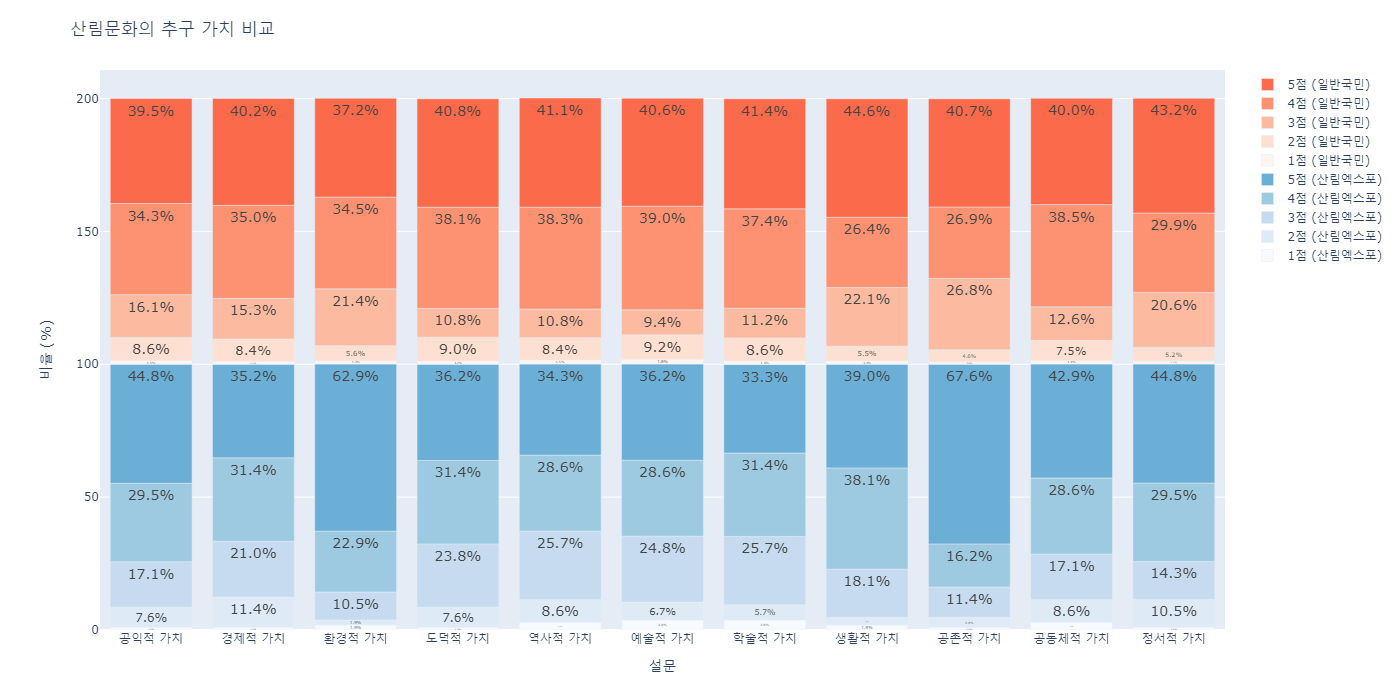 산림문화의 추구 가치 비교
5점 (일반국민)
4점 (일반국민)
3점 (일반국민)
2점 (일반국민)
1점 (일반국민)
5점 (산림엑스포)
4점 (산림엑스포)
3점 (산림엑스포)
2점 (산림엑스포)
1점 (산림엑스포)
비율 (%)
200
150
100
50
0
39.5% 40.2% 37.2% 40.8% 41.1% 40.6% 41.4% 44.6% 40.7% 40.0% 43.2%
34.3% 35.0% 34.5% 38.1% 38.3% 39.0% 37.4% 26.4% 26.9% 38.5% 29.9%
16.1% 15.3% 21.4% 10.8% 10.8% 9.4% 11.2% 22.1% 26.8% 12.6% 20.6%
8.6% 8.4% 5.6% 9.0% 8.4% 9.2% 8.6% 5.5% 4.6% 7.5% 5.2%
44.8% 35.2% 62.9% 36.2% 34.3% 36.2% 33.3% 39.0% 67.6% 42.9% 44.8%
29.5% 31.4% 22.9% 31.4% 28.6% 28.6% 31.4% 38.1% 16.2% 28.6% 29.5%
17.1% 21.0% 10.5% 23.8% 25.7% 24.8% 25.7% 18.1% 11.4% 17.1% 14.3%
7.6% 11.4% 7.6% 8.6% 6.7% 5.7% 8.6% 10.5%
공익적 가치 경제적 가치 환경적 가치 도덕적 가치 역사적 가치 예술적 가치 학술적 가치 생활적 가치 공존적 가치 공동체적 가치 정서적 가치
설문